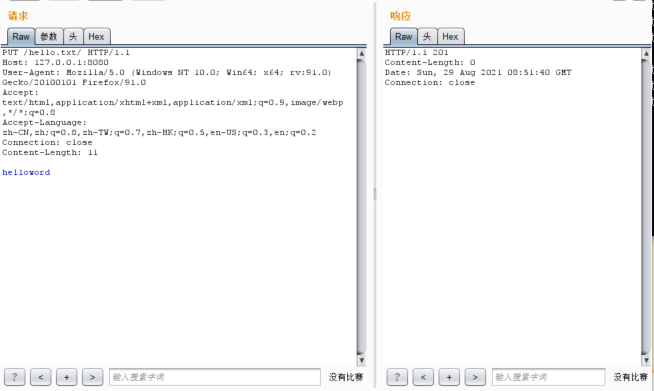 请求
Raw 参数 头 Hex
PUT /hello.txt/ HTTP/1.1
Host: 127.0.0.1:8080
User-Agent: Mozilla/5.0 (Windows NT 10.0; Win64; x64; rv:91.0)
Gecko/20100101 Firefox/91.0
Accept:
text/html,application/xhtml+xml,application/xml;q=0.9,image/webp
,*/*;q=0.8
Accept-Language:
zh-CN,zh;q=0.8,zh-TW;q=0.7,zh-HK;q=0.5,en-US;q=0.3,en;q=0.2
Connection: close
Content-Length: 11
helloword
? < + > 输入搜索字词 没有比赛
响应
Raw 头 Hex
HTTP/1.1 201
Content-Length: 0
Date: Sun, 29 Aug 2021 08:51:40 GMT
Connection: close
? < + > 输入搜索字词 没有比赛